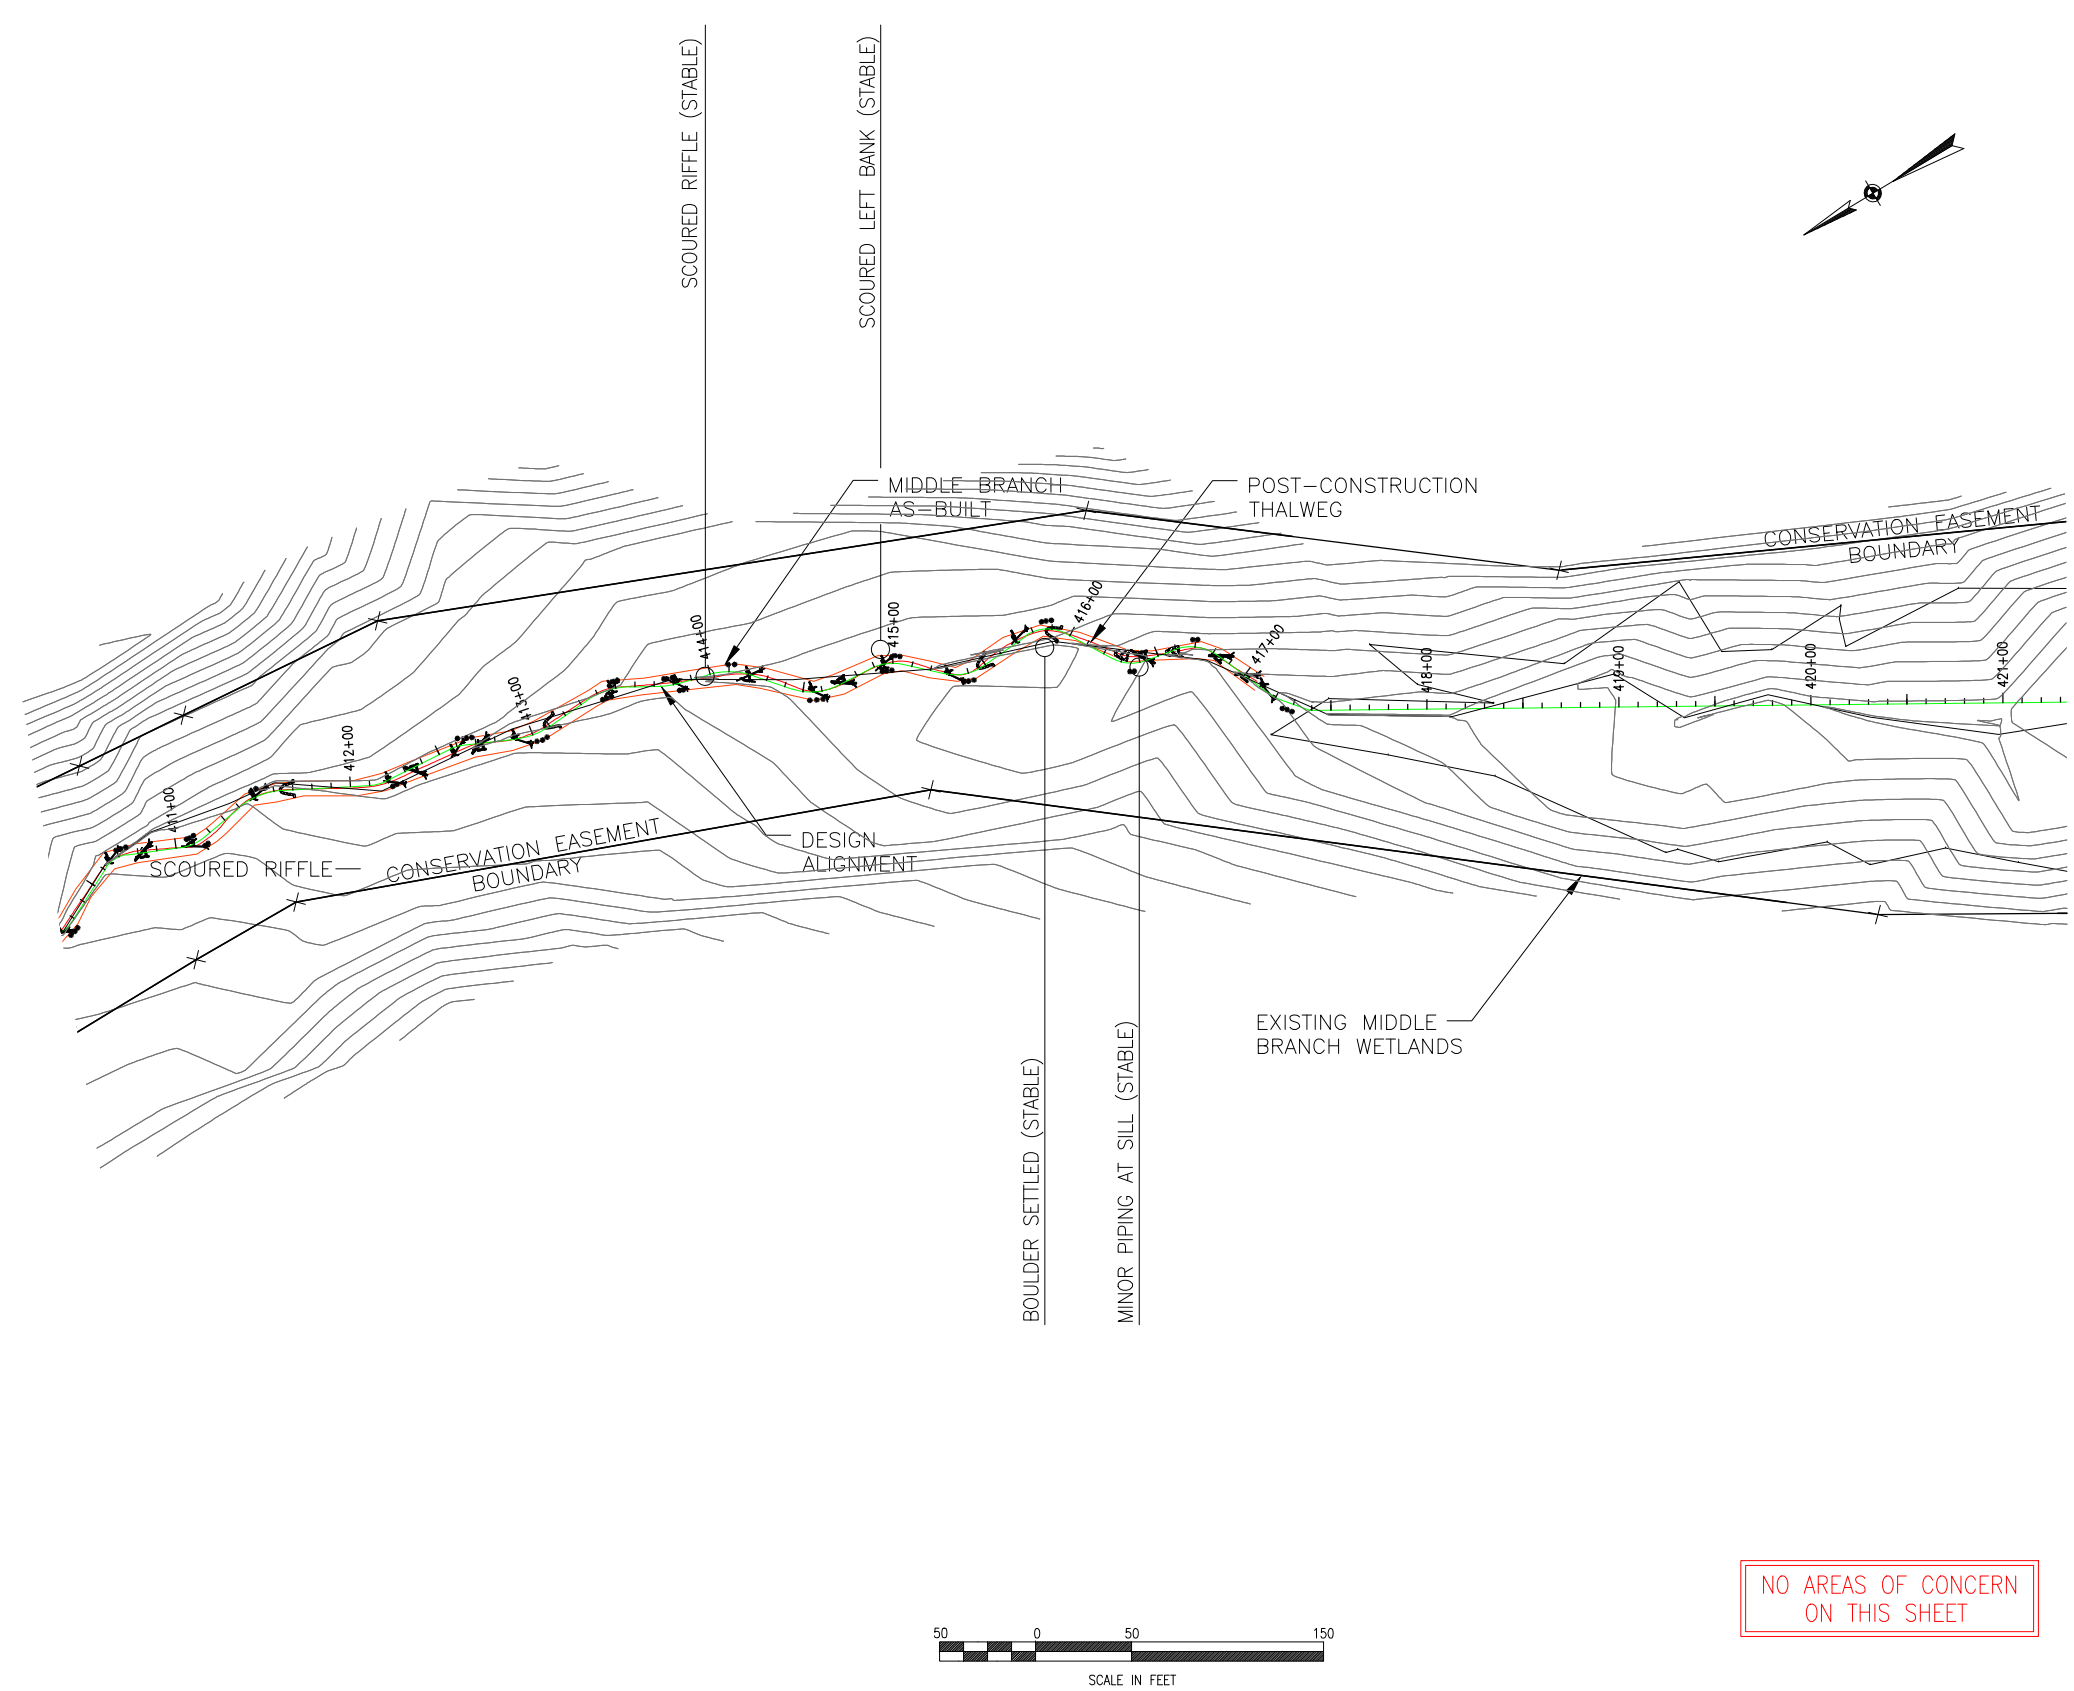 SCOURED RIFFLE (STABLE)
SCOURED LEFT BANK (STABLE)
MIDDLE BRANCH
AS-BUILT
POST-CONSTRUCTION
THALWEG
CONSERVATION EASEMENT
BOUNDARY
411+00
412+00
413+00
414+00
415+00
416+00
417+00
418+00
419+00
420+00
421+00
SCOURED RIFFLE
CONSERVATION EASEMENT
BOUNDARY
DESIGN
ALIGNMENT
EXISTING MIDDLE
BRANCH WETLANDS
BOULDER SETTLED (STABLE)
MINOR PIPING AT SILL (STABLE)
NO AREAS OF CONCERN
ON THIS SHEET
50 0 50 150
SCALE IN FEET